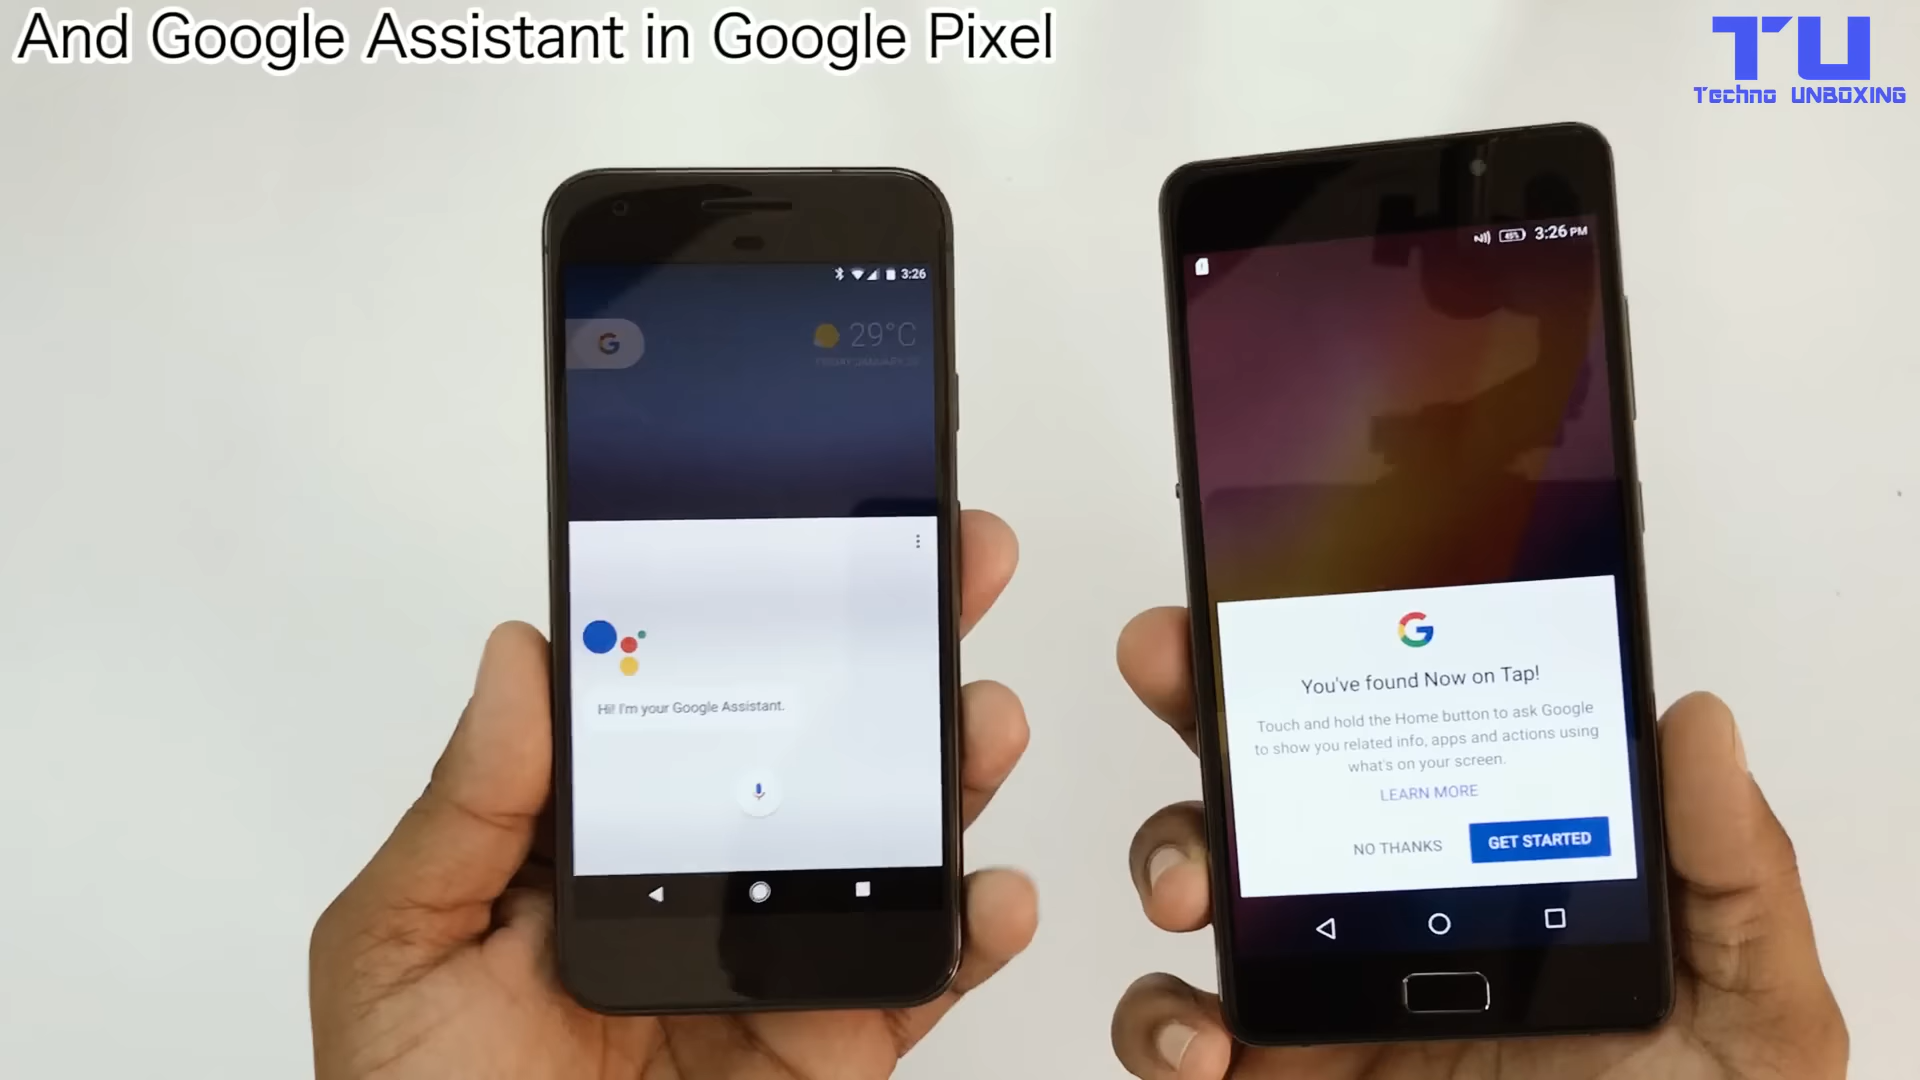 And Google Assistant in Google Pixel
TU
Techno UNBOXING
3:26
G
29°C
Hi! I'm your Google Assistant.
45%
3:26 PM
G
You've found Now on Tap!
Touch and hold the Home button to ask Google
to show you related info, apps and actions using
what's on your screen.
LEARN MORE
NO THANKS
GET STARTED